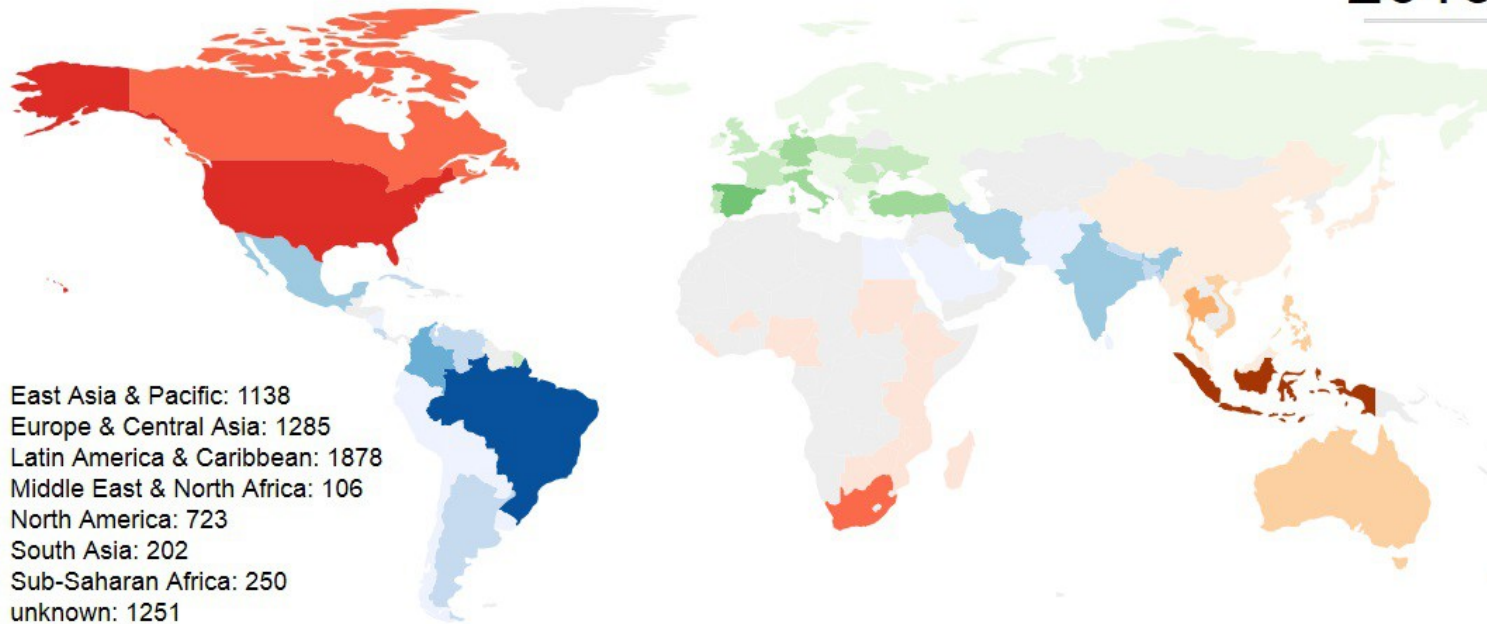 East Asia & Pacific: 1138
Europe & Central Asia: 1285
Latin America & Caribbean: 1878
Middle East & North Africa: 106
North America: 723
South Asia: 202
Sub-Saharan Africa: 250
unknown: 1251